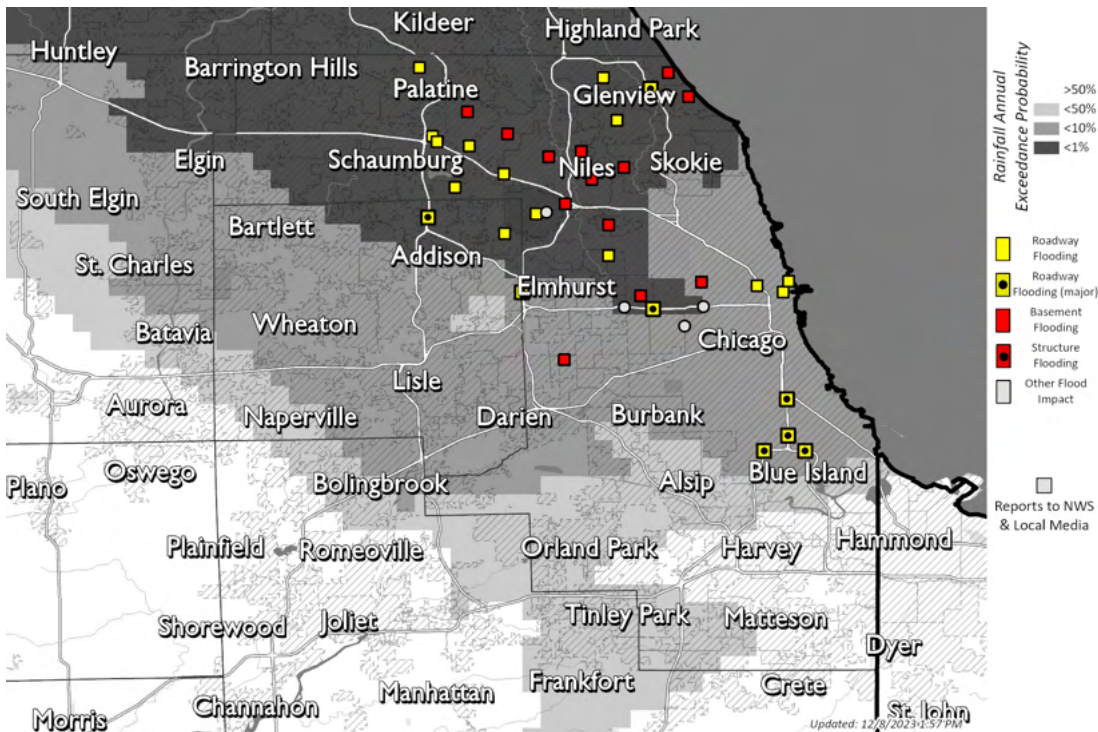 Kildeer
Highland Park
Huntley
Barrington Hills
Palatine
Glenview
Elgin
Schaumburg
Niles
Skokie
South Elgin
Bartlett
Addison
St. Charles
Elmhurst
Batavia
Wheaton
Chicago
Lisle
Aurora
Naperville
Darien
Burbank
Oswego
Plano
Bolingbrook
Alsip
Blue Island
Plainfield
Romeoville
Orland Park
Harvey
Hammond
Shorewood
Joliet
Tinley Park
Matteson
Dyer
Channahon
Manhattan
Frankfort
Crete
Morris
St. John
Updated: 12/8/2023 1:57 PM
Rainfall Annual
Exceedance Probability
>50%
<50%
<10%
<1%
Roadway
Flooding
Roadway
Flooding (major)
Basement
Flooding
Structure
Flooding
Other Flood
Impact
Reports to NWS
& Local Media